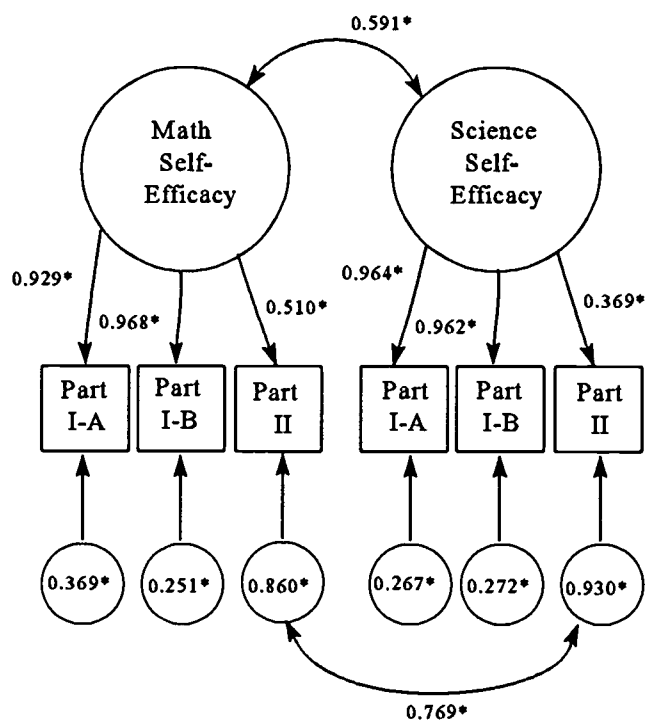 0.591*
Math
Self-
Efficacy
Science
Self-
Efficacy
0.929*
0.968*
0.510*
0.964*
0.962*
0.369*
Part
I-A
Part
I-B
Part
II
Part
I-A
Part
I-B
Part
II
0.369*
0.251*
0.860*
0.267*
0.272*
0.930*
0.769*